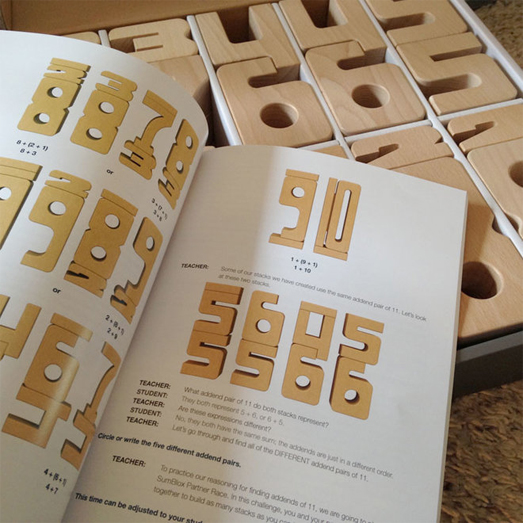 8 + (2 + 1)
8 + 3
or
3 + (7 + 1)
3 + 8
or
2 + (8 + 1)
2 + 9
4 + (6 + 1)
4 + 7
1 + (9 + 1)
1 + 10
TEACHER: Some of our stacks we have created use the same addend pair of 11. Let's look
at these two stacks.
TEACHER: What addend pair of 11 do both stacks represent?
STUDENT: They both represent 5 + 6, or 6 + 5.
TEACHER: Are these expressions different?
STUDENT: No, they both have the same sum; the addends are just in a different order.
TEACHER: Let's go through and find all of the DIFFERENT addend pairs of 11.
Circle or write the five different addend pairs.
TEACHER: To practice our reasoning for finding addends of 11, we are going to
SumBlox Partner Race. In this challenge, you and your
together to build as many stacks as you can
This time can be adjusted to your